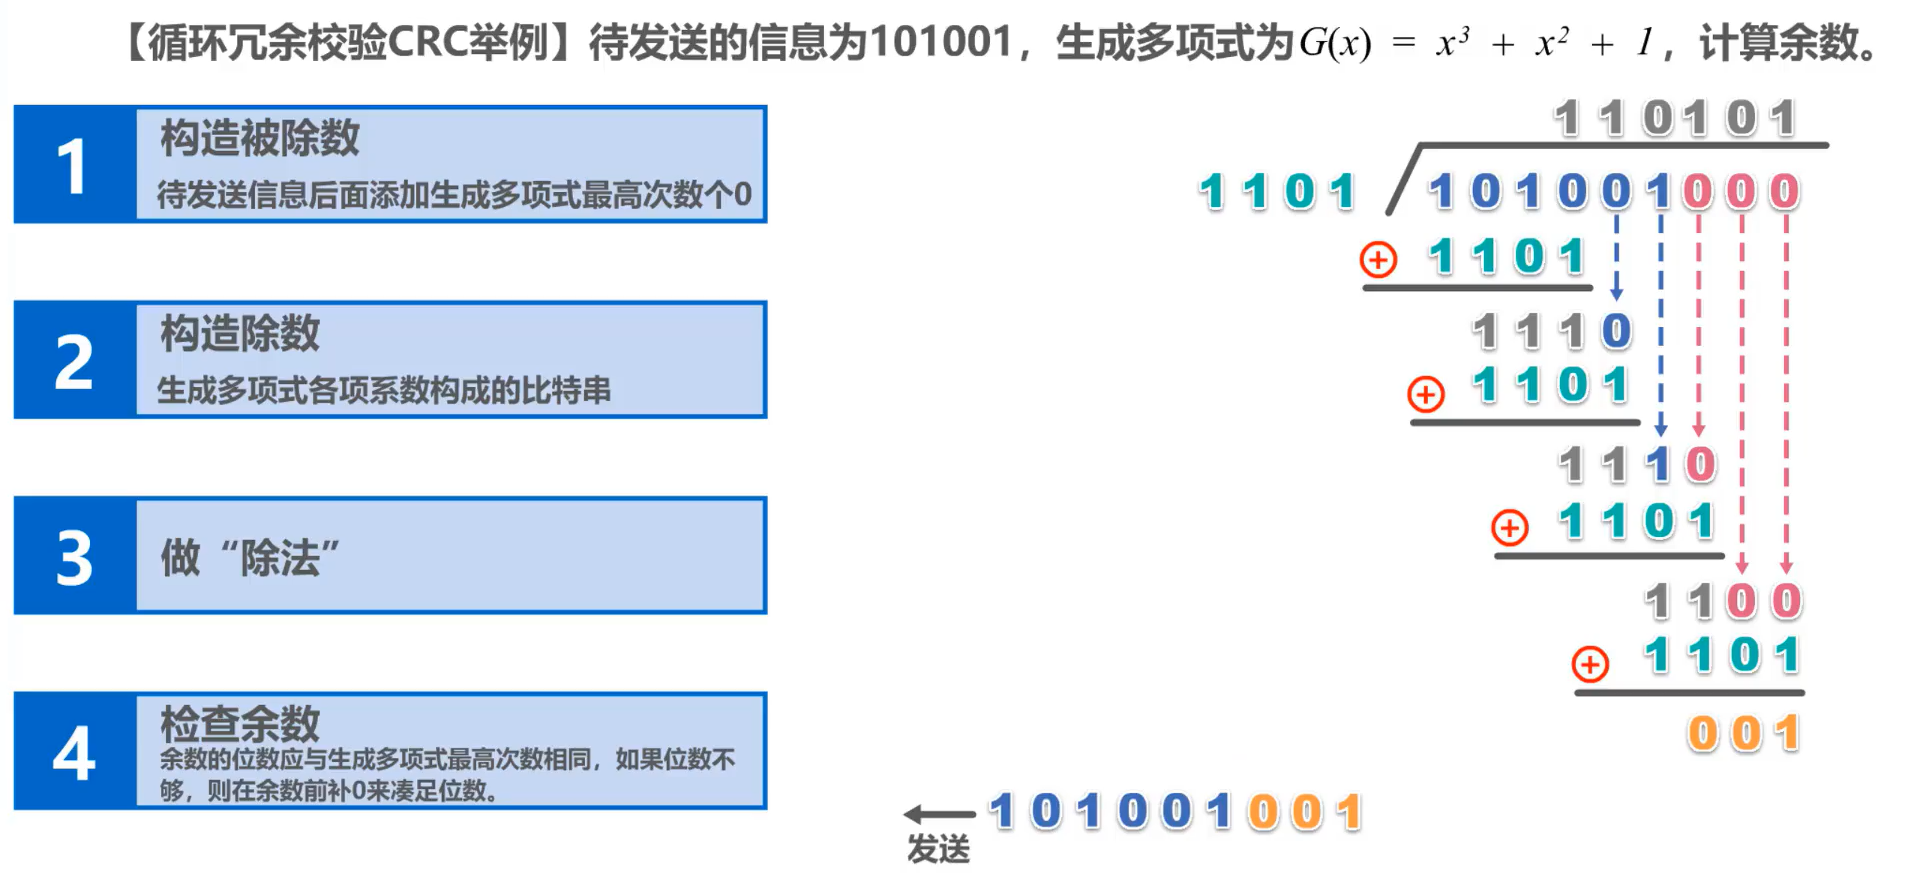 【循环冗余校验CRC举例】待发送的信息为101001，生成多项式为G(x) = x³ + x² + 1，计算余数。
1
构造被除数
待发送信息后面添加生成多项式最高次数个0
2
构造除数
生成多项式各项系数构成的比特串
3
做“除法”
4
检查余数
余数的位数应与生成多项式最高次数相同，如果位数不
够，则在余数前补0来凑足位数。
1 1 0 1 0 1
1 1 0 1 1 0 1 0 0 1 0 0 0
⊕ 1 1 0 1
1 1 1 0
⊕ 1 1 0 1
1 1 1 0
⊕ 1 1 0 1
1 1 0 0
⊕ 1 1 0 1
0 0 1
1 0 1 0 0 1 0 0 1
发送